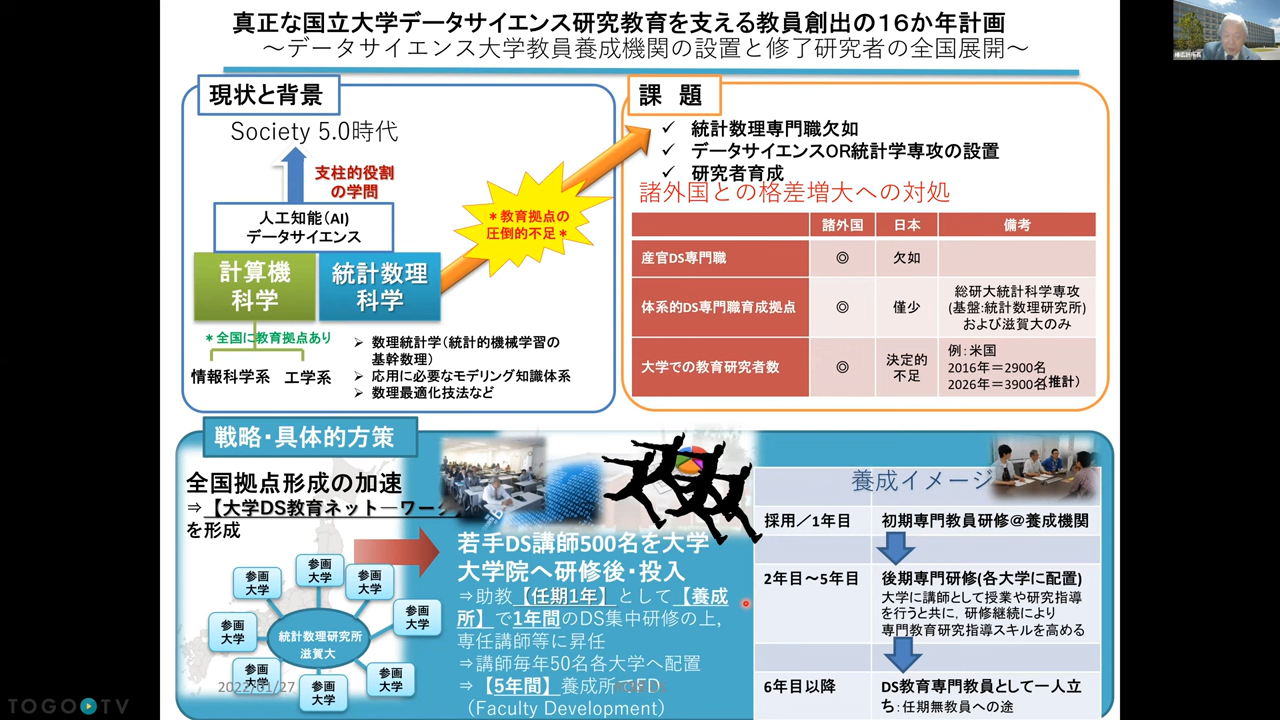 真正な国立大学データサイエンス研究教育を支える教員創出の１６か年計画
～データサイエンス大学教員養成機関の設置と修了研究者の全国展開～
現状と背景
Society 5.0時代
支柱的役割
の学問
人工知能（AI）
データサイエンス
計算機
科学
統計数理
科学
＊全国に教育拠点あり
情報科学系
工学系
➢ 数理統計学（統計的機械学習の
基幹数理）
➢ 応用に必要なモデリング知識体系
➢ 数理最適化技法など
＊教育拠点の
圧倒的不足＊
課　題
✓ 統計数理専門職欠如
✓ データサイエンスOR統計学専攻の設置
✓ 研究者育成
諸外国との格差増大への対処
諸外国 日本 備考
産官DS専門職 ◎ 欠如
体系的DS専門職育成拠点 ◎ 僅少
総研大統計科学専攻
(基盤:統計数理研究所)
および滋賀大のみ
大学での教育研究者数 ◎
決定的
不足
例：米国
2016年＝2900名
2026年＝3900名（推計）
戦略・具体的方策
全国拠点形成の加速
⇒【大学DS教育ネットーワーク
を形成
参画
大学
参画
大学
参画
大学
参画
大学
参画
大学
参画
大学
参画
大学
参画
大学
統計数理研究所
滋賀大
2022/01/27
若手DS講師500名を大学
大学院へ研修後・投入
⇒助教【任期1年】として【養成
所】で1年間のDS集中研修の上，
専任講師等に昇任
⇒講師毎年50名各大学へ配置
⇒【5年間】養成所でFD
（Faculty Development）
養成イメージ
採用／1年目 初期専門教員研修＠養成機関
2年目～5年目 後期専門研修(各大学に配置)
大学に講師として授業や研究指導
を行うと共に，研修継続により
専門教育研究指導スキルを高める
6年目以降 DS教育専門教員として一人立
ち：任期無教員への途
TOGO TV